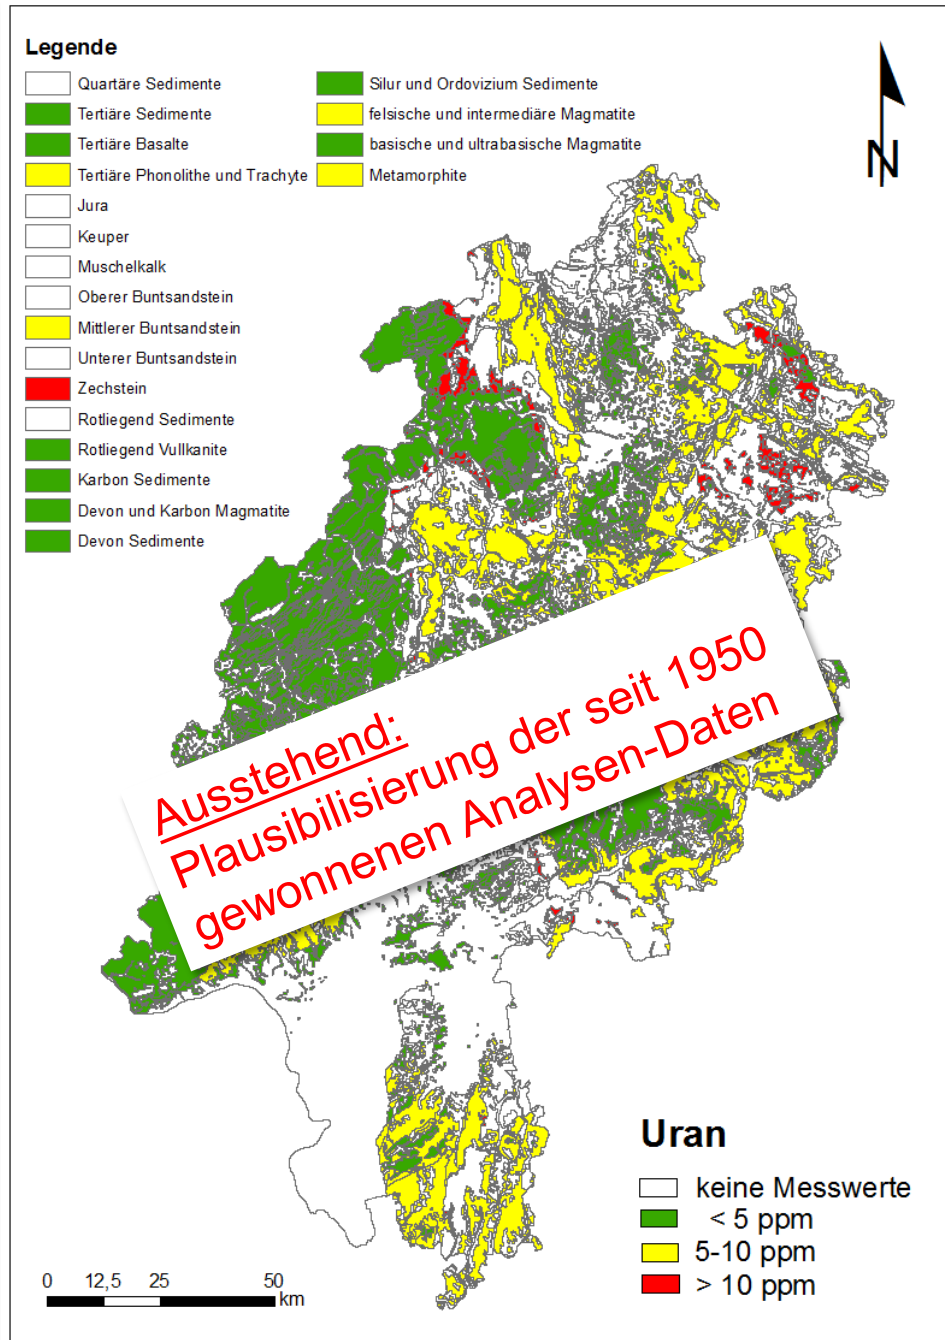 Legende
Quartäre Sedimente
Tertiäre Sedimente
Tertiäre Basalte
Tertiäre Phonolithe und Trachyte
Jura
Keuper
Muschelkalk
Oberer Buntsandstein
Mittlerer Buntsandstein
Unterer Buntsandstein
Zechstein
Rotliegend Sedimente
Rotliegend Vullkanite
Karbon Sedimente
Devon und Karbon Magmatite
Devon Sedimente
Silur und Ordovizium Sedimente
felsische und intermediäre Magmatite
basische und ultrabasische Magmatite
Metamorphite
N
Ausstehend:
Plausibilisierung der seit 1950
gewonnenen Analysen-Daten
Uran
keine Messwerte
< 5 ppm
5-10 ppm
> 10 ppm
0 12,5 25 50
km